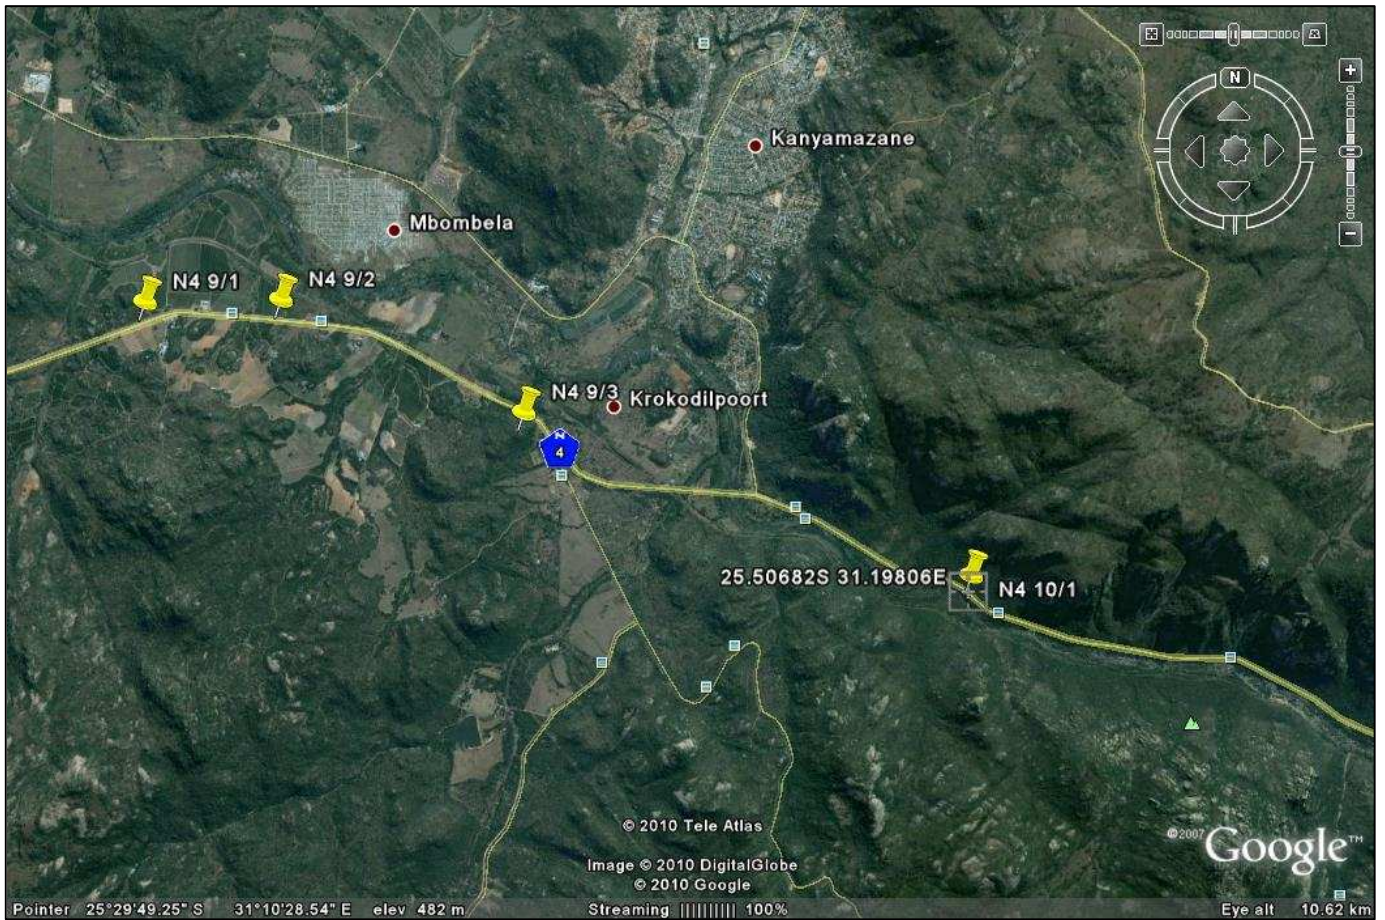 N
+
Kanyamazane
Mbombela
−
N4 9/1
N4 9/2
N4 9/3
Krokodilpoort
N
4
25.50682S 31.19806E
N4 10/1
© 2010 Tele Atlas
©2007 Google™
Image © 2010 DigitalGlobe
© 2010 Google
Pointer 25°29'49.25" S 31°10'28.54" E elev 482 m Streaming |||||||||| 100% Eye alt 10.62 km